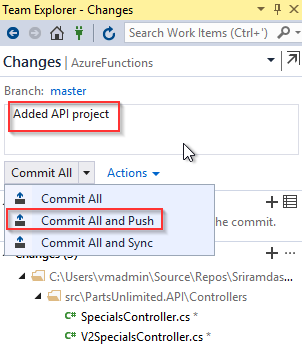 Team Explorer - Changes
Search Work Items (
Changes | AzureFunctions
Branch: master
Added API project
Commit All
Actions
Commit All
Commit All and Push
the commit.
Commit All and Sync
Changes
C:\Users\vmadmin\Source\Repos\Sriramdas
src\PartsUnlimited.API\Controllers
SpecialsController.cs *
V2SpecialsController.cs *